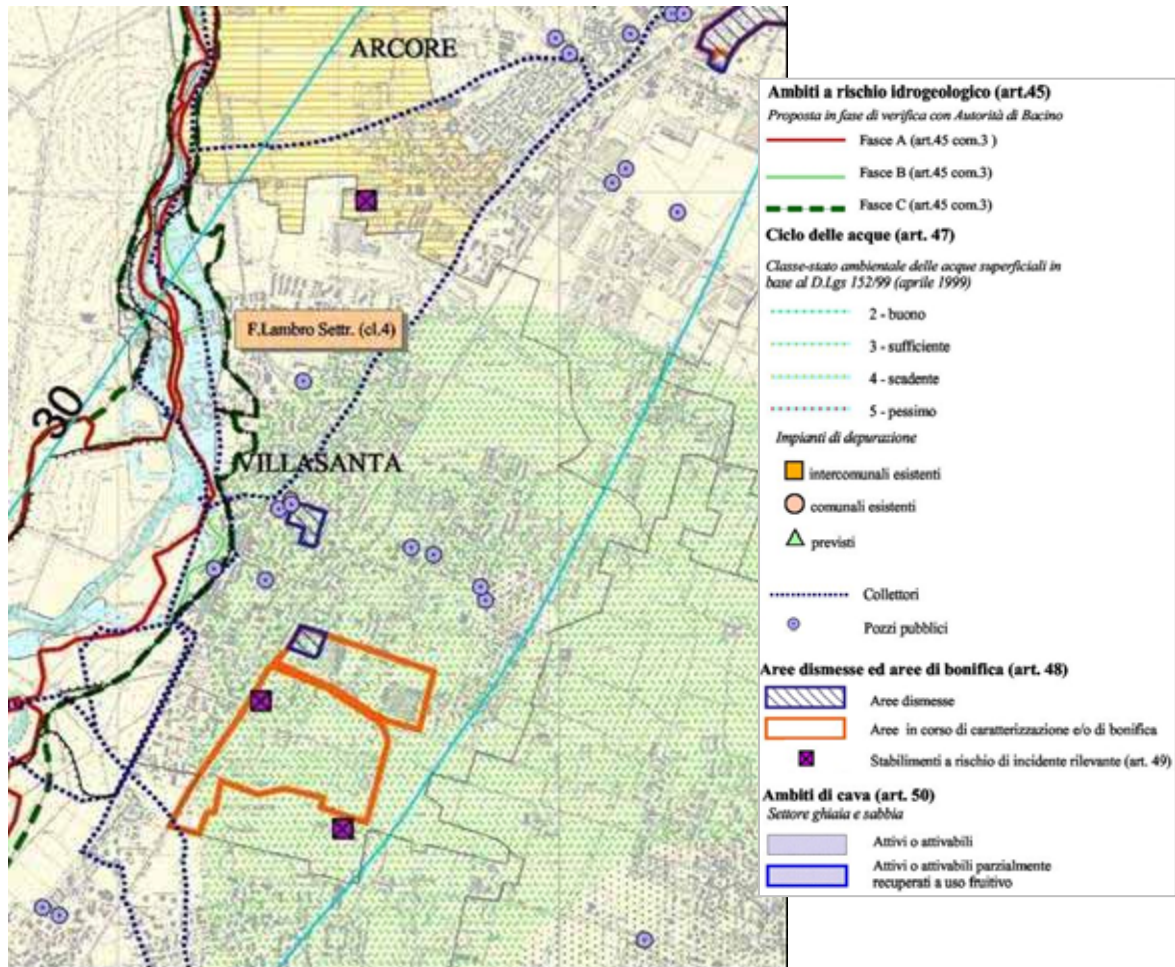 ARCORE
F.Lambro Settr. (cl.4)
30
VILLASANTA
Ambiti a rischio idrogeologico (art.45)
Proposta in fase di verifica con Autorità di Bacino
Fasce A (art.45 com.3 )
Fasce B (art.45 com.3)
Fasce C (art.45 com.3)
Ciclo delle acque (art. 47)
Classe-stato ambientale delle acque superficiali in
base al D.Lgs 152/99 (aprile 1999)
2 - buono
3 - sufficiente
4 - scadente
5 - pessimo
Impianti di depurazione
intercomunali esistenti
comunali esistenti
previsti
Collettori
Pozzi pubblici
Aree dismesse ed aree di bonifica (art. 48)
Aree dismesse
Aree in corso di caratterizzazione e/o di bonifica
Stabilimenti a rischio di incidente rilevante (art. 49)
Ambiti di cava (art. 50)
Settore ghiaia e sabbia
Attivi o attivabili
Attivi o attivabili parzialmente
recuperati a uso fruitivo